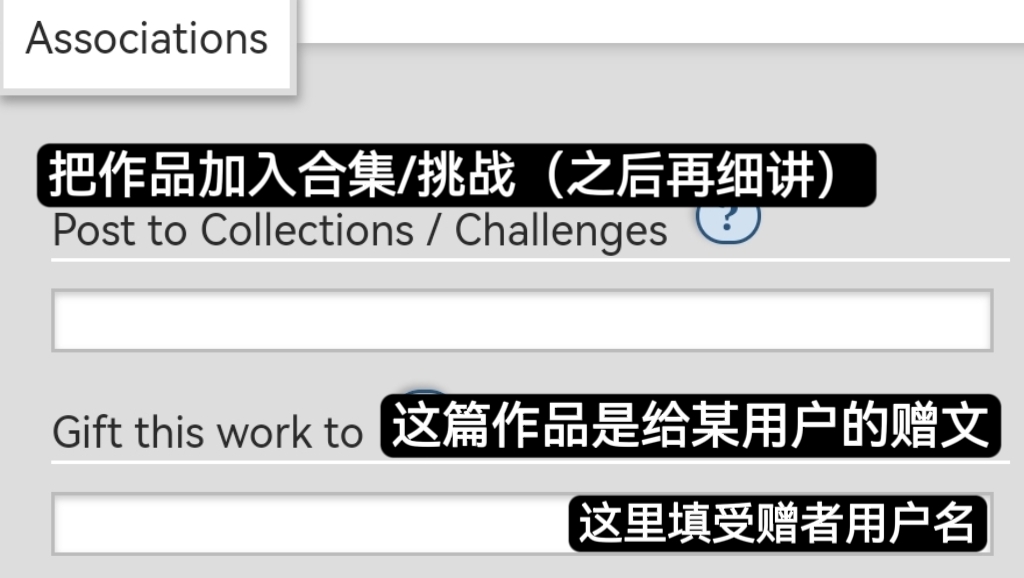 Associations
把作品加入合集/挑战（之后再细讲）
Post to Collections / Challenges ?
Gift this work to 这篇作品是给某用户的赠文
这里填受赠者用户名